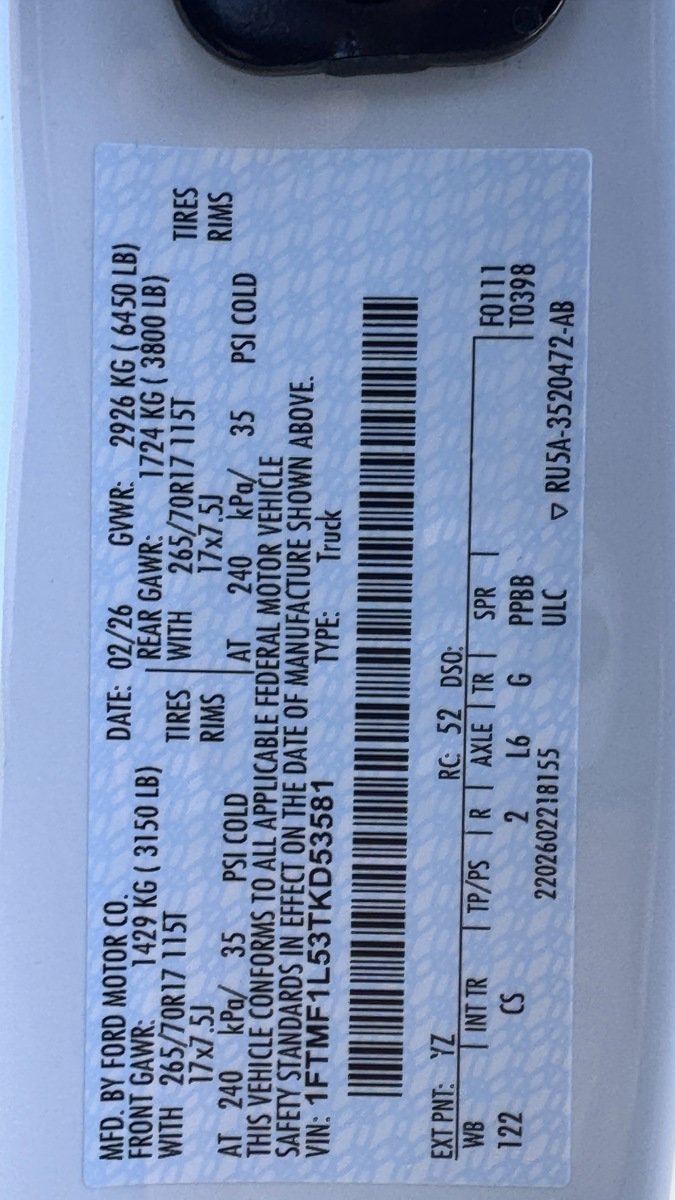 MFD. BY FORD MOTOR CO. DATE: 02/26 GVWR: 2926 KG ( 6450 LB)
FRONT GAWR: 1429 KG ( 3150 LB) REAR GAWR: 1724 KG ( 3800 LB)
WITH 265/70R17 115T TIRES WITH 265/70R17 115T TIRES
17x7.5J RIMS 17x7.5J RIMS
AT 240 kPa/ 35 PSI COLD AT 240 kPa/ 35 PSI COLD
THIS VEHICLE CONFORMS TO ALL APPLICABLE FEDERAL MOTOR VEHICLE
SAFETY STANDARDS IN EFFECT ON THE DATE OF MANUFACTURE SHOWN ABOVE.
VIN: 1FTMF1L53TKD53581 TYPE: Truck
EXT PNT: YZ RC: 52 DSO:
WB INT TR TP/PS R AXLE TR SPR F0111
122 CS 2 L6 G PPBB T0398
2202602218155 ULC
▽ RU5A-3520472-AB